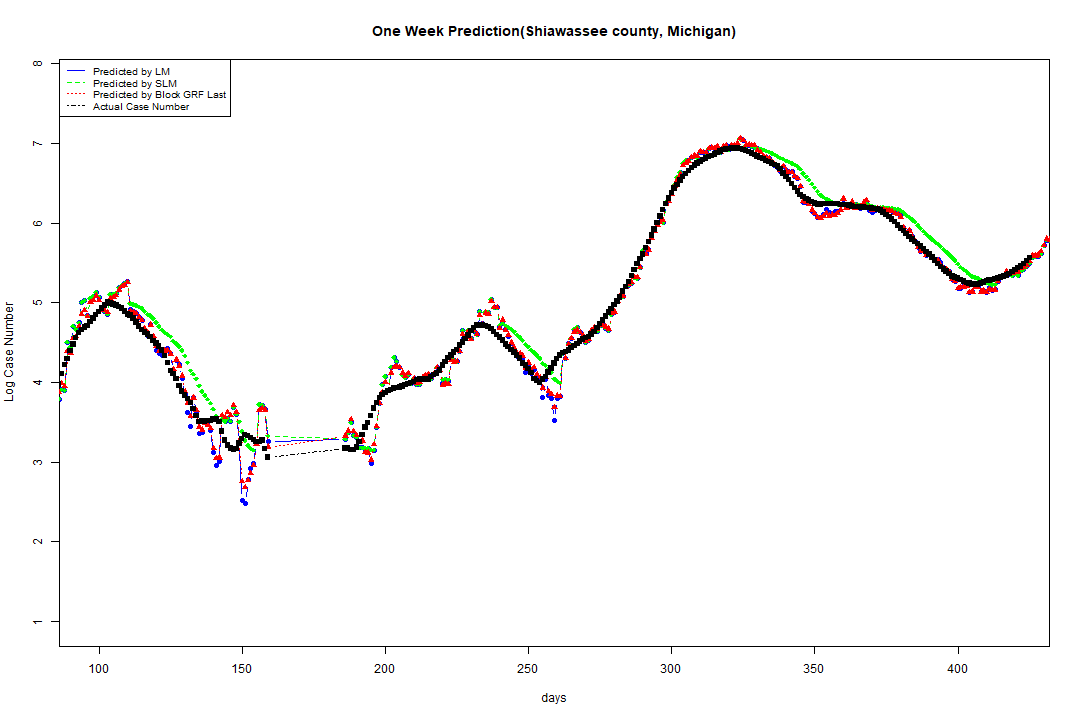 One Week Prediction(Shiawassee county, Michigan)
Predicted by LM
Predicted by SLM
Predicted by Block GRF Last
Actual Case Number
8
7
6
5
4
3
2
1
Log Case Number
100 150 200 250 300 350 400
days